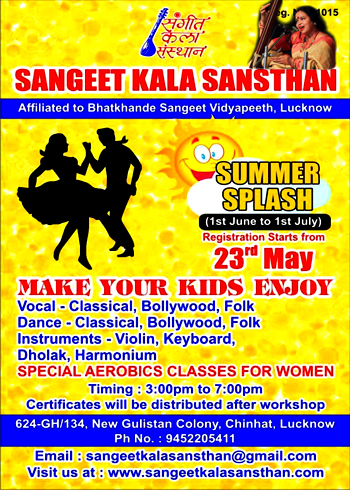 संगीत
कला
संस्थान
1015
SANGEET KALA SANSTHAN
Affiliated to Bhatkhande Sangeet Vidyapeeth, Lucknow
SUMMER
SPLASH
(1st June to 1st July)
Registration Starts from
23rd May
MAKE YOUR KIDS ENJOY
Vocal - Classical, Bollywood, Folk
Dance - Classical, Bollywood, Folk
Instruments - Violin, Keyboard,
Dholak, Harmonium
SPECIAL AEROBICS CLASSES FOR WOMEN
Timing : 3:00pm to 7:00pm
Certificates will be distributed after workshop
624-GH/134, New Gulistan Colony, Chinhat, Lucknow
Ph No. : 9452205411
Email : sangeetkalasansthan@gmail.com
Visit us at : www.sangeetkalasansthan.com